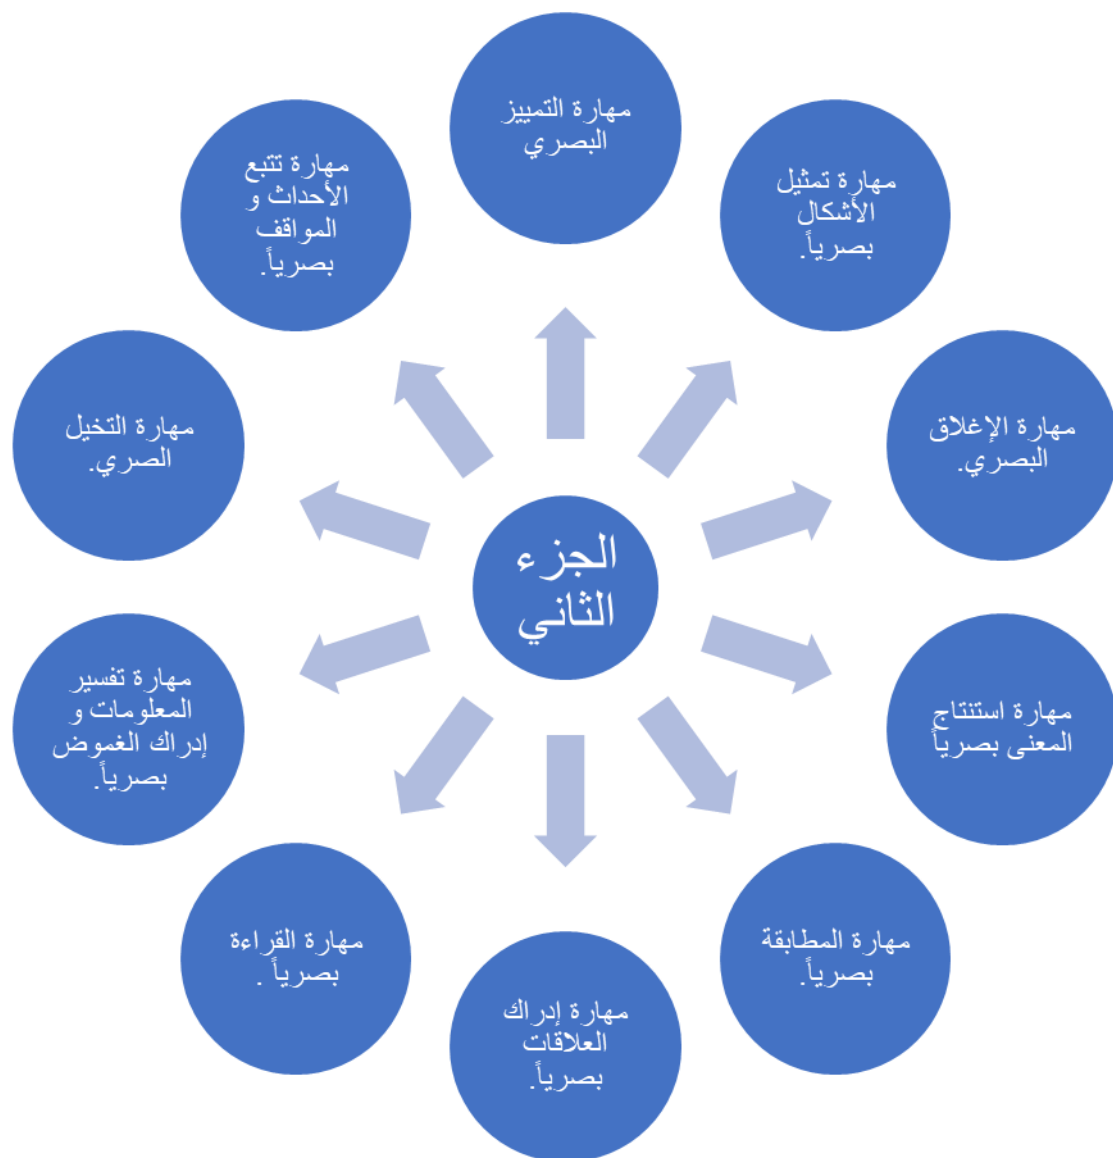 الجزء
الثاني
مهارة التمييز
البصري
مهارة تمثيل
الأشكال
بصرياً.
مهارة الإغلاق
البصري.
مهارة استنتاج
المعنى بصرياً
مهارة المطابقة
بصرياً.
مهارة إدراك
العلاقات
بصرياً.
مهارة القراءة
بصرياً .
مهارة تفسير
المعلومات و
إدراك الغموض
بصرياً.
مهارة التخيل
الصري.
مهارة تتبع
الأحداث و
المواقف
بصرياً.